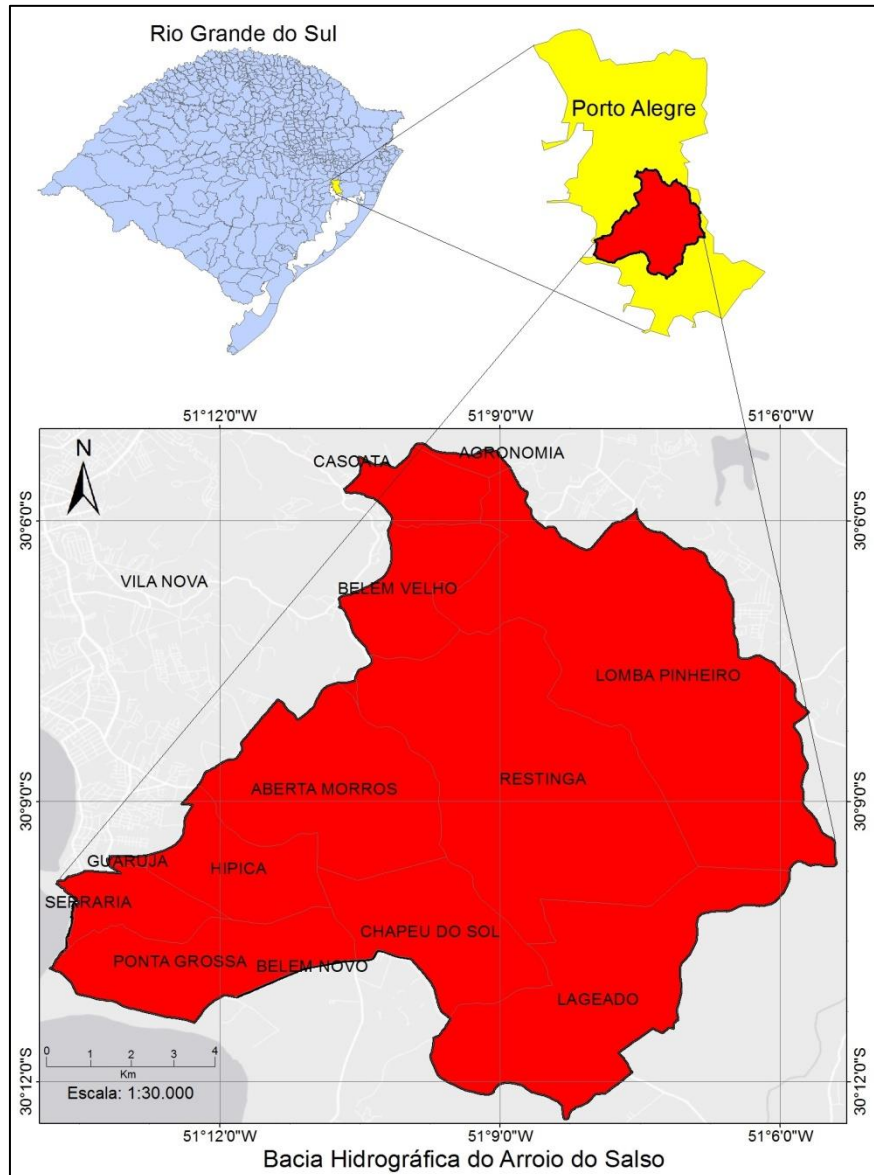 Rio Grande do Sul
Porto Alegre
51°12'0"W
51°9'0"W
51°6'0"W
N
CASCATA
AGRONOMIA
30°6'0"S
30°6'0"S
VILA NOVA
BELEM VELHO
LOMBA PINHEIRO
RESTINGA
ABERTA MORROS
30°9'0"S
30°9'0"S
GUARUJA
HIPICA
SERRARIA
CHAPEU DO SOL
PONTA GROSSA
BELEM NOVO
LAGEADO
0 1 2 3 4
Km
Escala: 1:30.000
30°12'0"S
30°12'0"S
51°12'0"W
51°9'0"W
51°6'0"W
Bacia Hidrográfica do Arroio do Salso